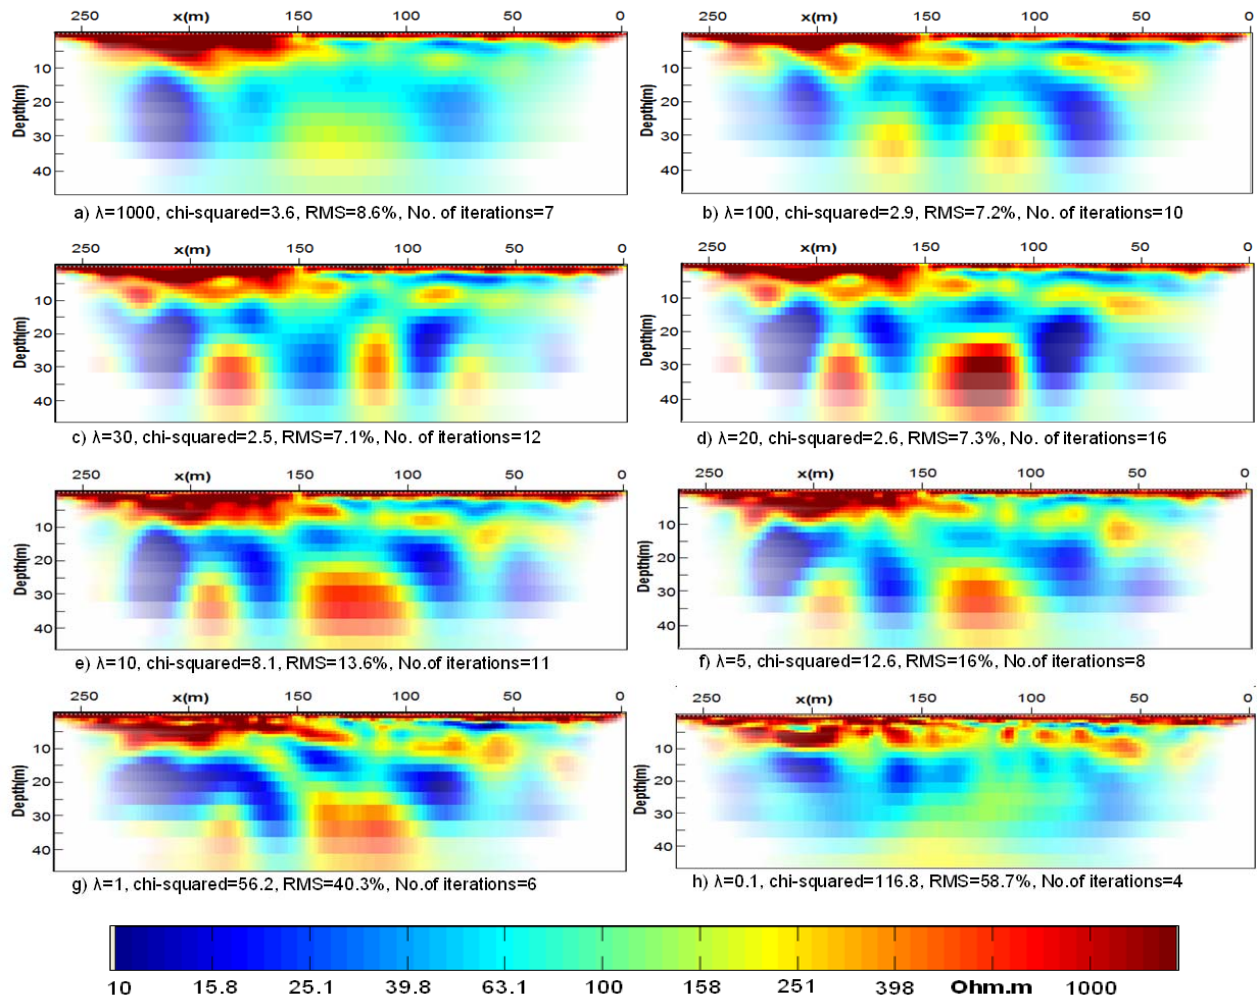 250 x(m) 150 100 50 0
Depth(m)
10
20
30
40
a) λ=1000, chi-squared=3.6, RMS=8.6%, No. of iterations=7
250 x(m) 150 100 50 0
Depth(m)
10
20
30
40
b) λ=100, chi-squared=2.9, RMS=7.2%, No. of iterations=10
250 x(m) 150 100 50 0
Depth(m)
10
20
30
40
c) λ=30, chi-squared=2.5, RMS=7.1%, No. of iterations=12
250 x(m) 150 100 50 0
Depth(m)
10
20
30
40
d) λ=20, chi-squared=2.6, RMS=7.3%, No. of iterations=16
250 x(m) 150 100 50 0
Depth(m)
10
20
30
40
e) λ=10, chi-squared=8.1, RMS=13.6%, No.of iterations=11
250 x(m) 150 100 50 0
Depth(m)
10
20
30
40
f) λ=5, chi-squared=12.6, RMS=16%, No.of iterations=8
250 x(m) 150 100 50 0
Depth(m)
10
20
30
40
g) λ=1, chi-squared=56.2, RMS=40.3%, No.of iterations=6
250 x(m) 150 100 50 0
Depth(m)
10
20
30
40
h) λ=0.1, chi-squared=116.8, RMS=58.7%, No.of iterations=4
10 15.8 25.1 39.8 63.1 100 158 251 398 Ohm.m 1000